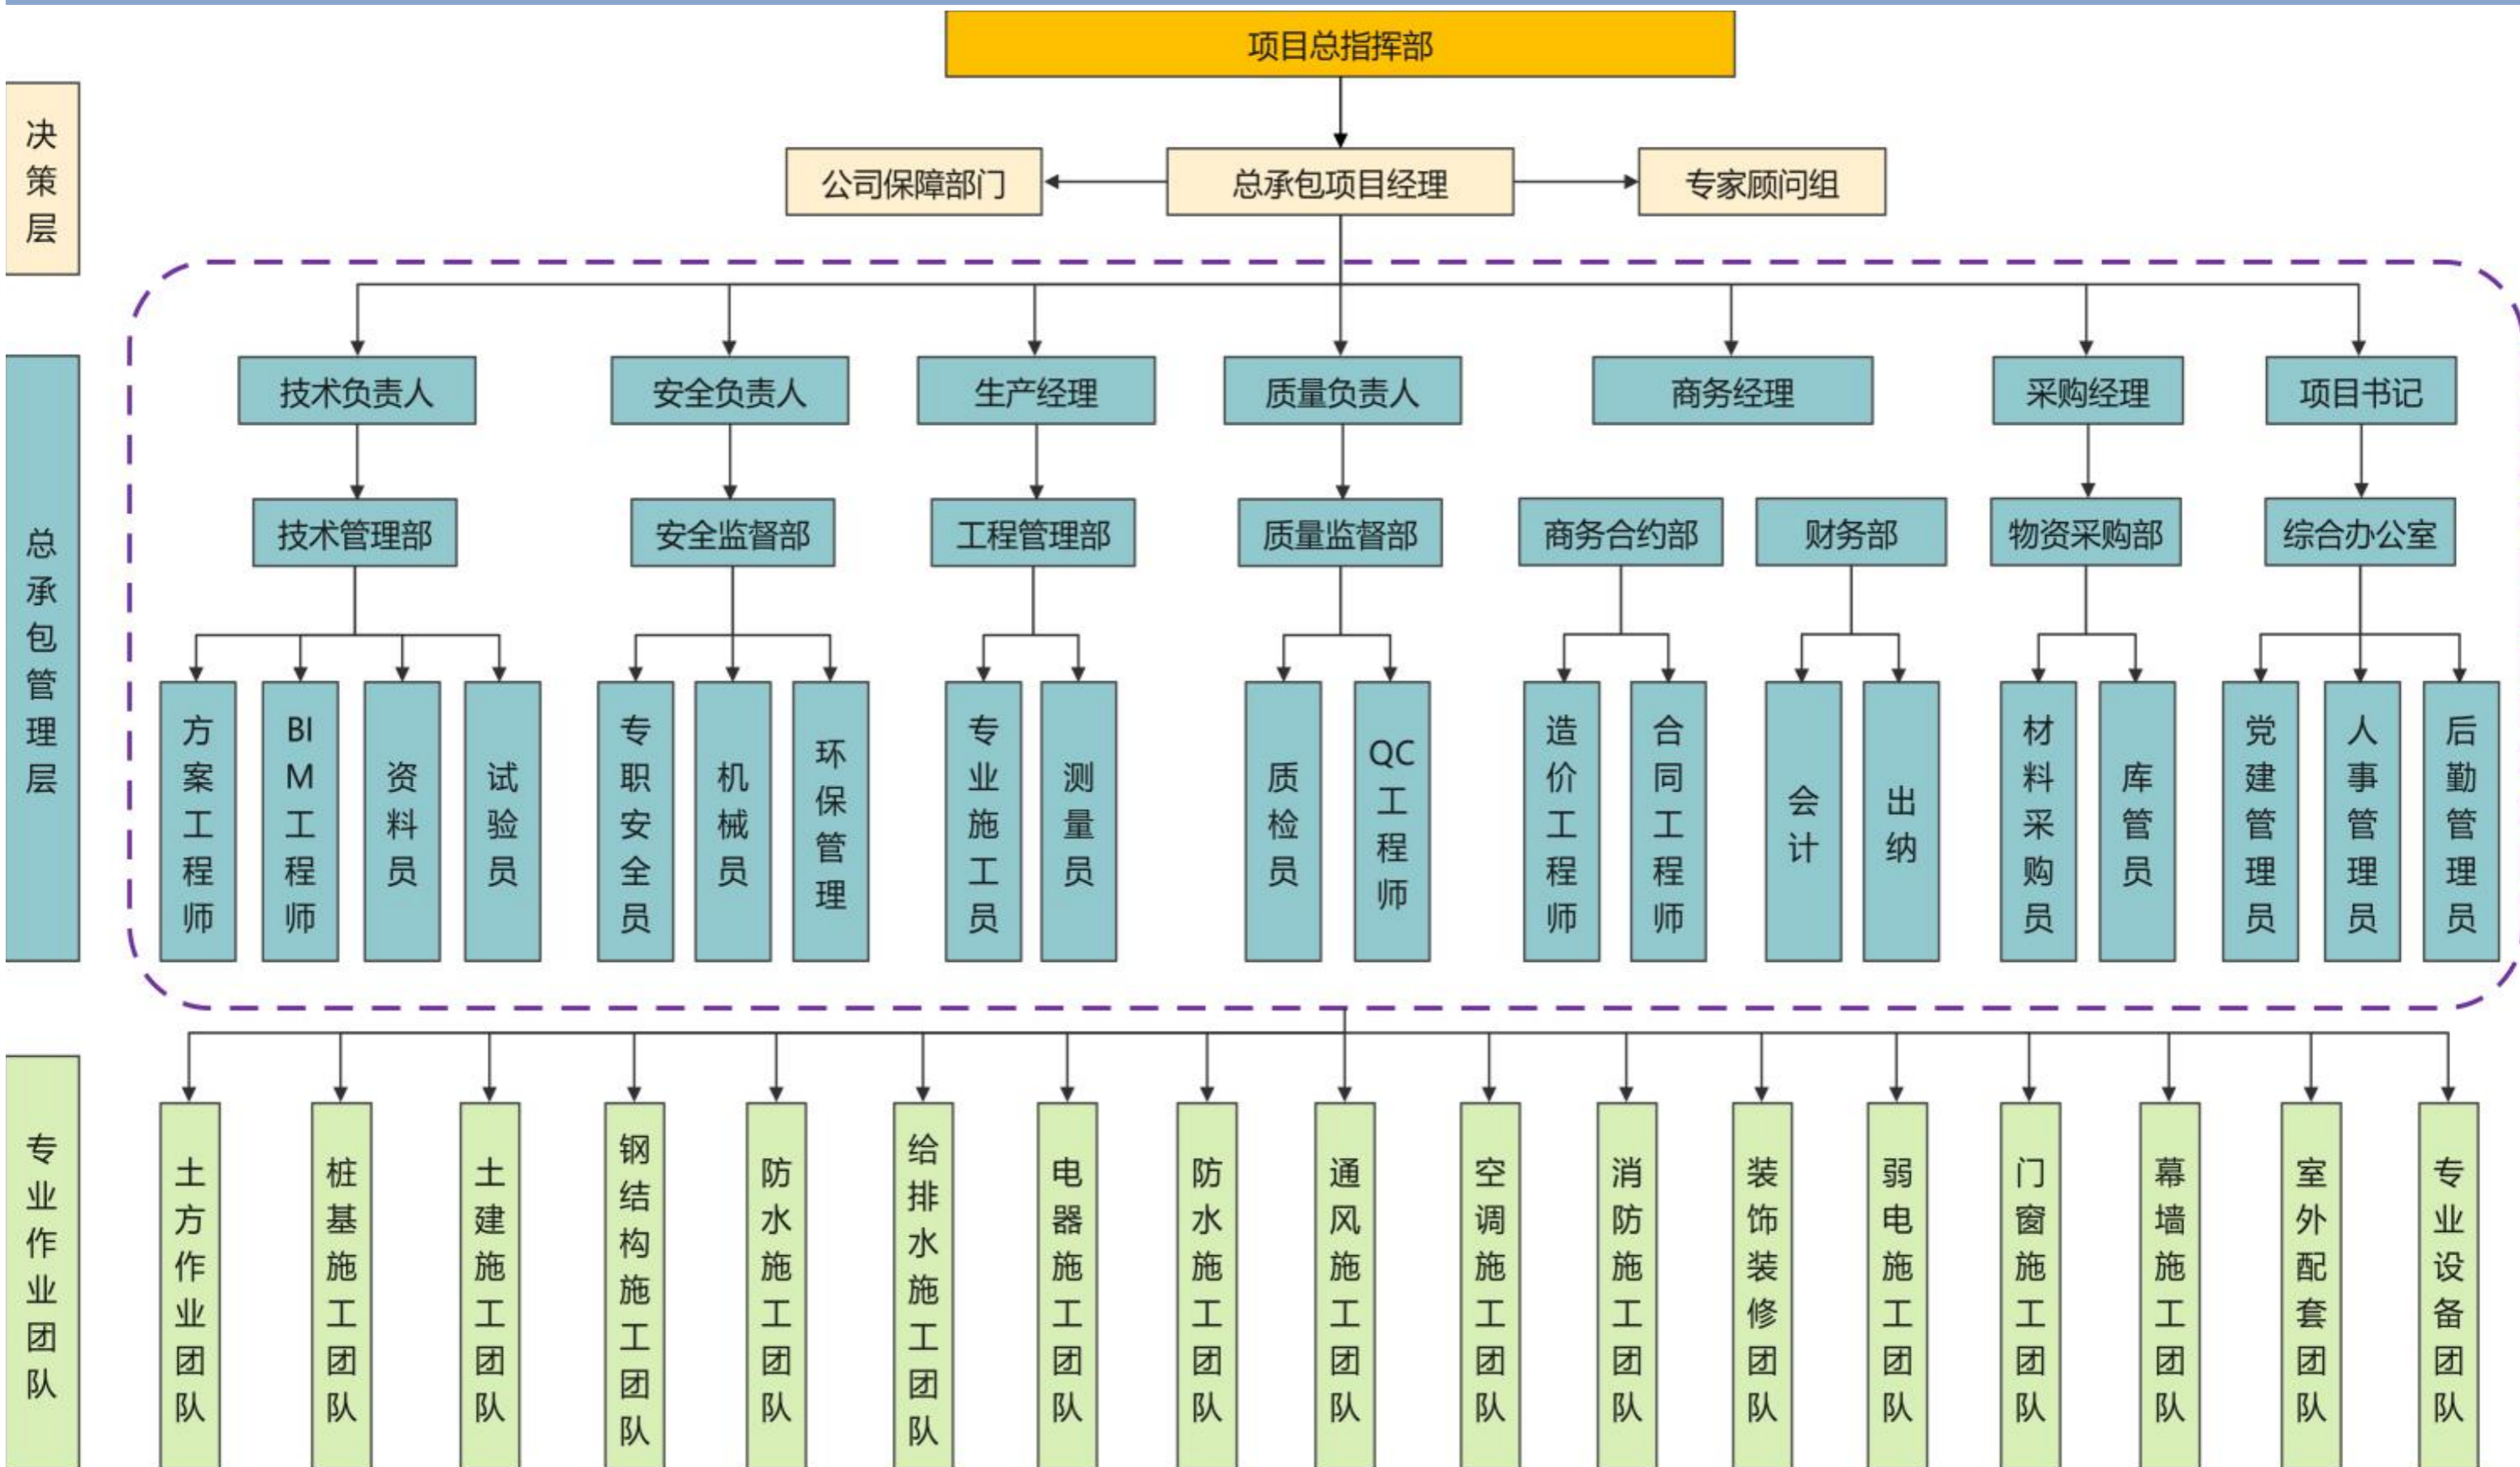 项目总指挥部
决策层
公司保障部门
总承包项目经理
专家顾问组
总承包管理层
技术负责人
安全负责人
生产经理
质量负责人
商务经理
采购经理
项目书记
技术管理部
安全监督部
工程管理部
质量监督部
商务合约部
财务部
物资采购部
综合办公室
方案工程师
BIM工程师
资料员
试验员
专职安全员
机械员
环保管理
专业施工员
测量员
质检员
QC工程师
造价工程师
合同工程师
会计
出纳
材料采购员
库管员
党建管理员
人事管理员
后勤管理员
专业作业团队
土方作业团队
桩基施工团队
土建施工团队
钢结构施工团队
防水施工团队
给排水施工团队
电器施工团队
防水施工团队
通风施工团队
空调施工团队
消防施工团队
装饰装修团队
弱电施工团队
门窗施工团队
幕墙施工团队
室外配套团队
专业设备团队